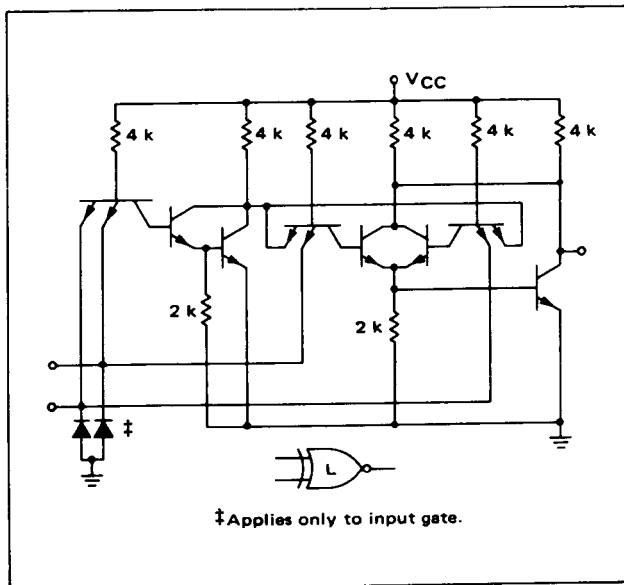 VCC
4 k 4 k 4 k 4 k 4 k 4 k
2 k 2 k
‡
L
‡Applies only to input gate.